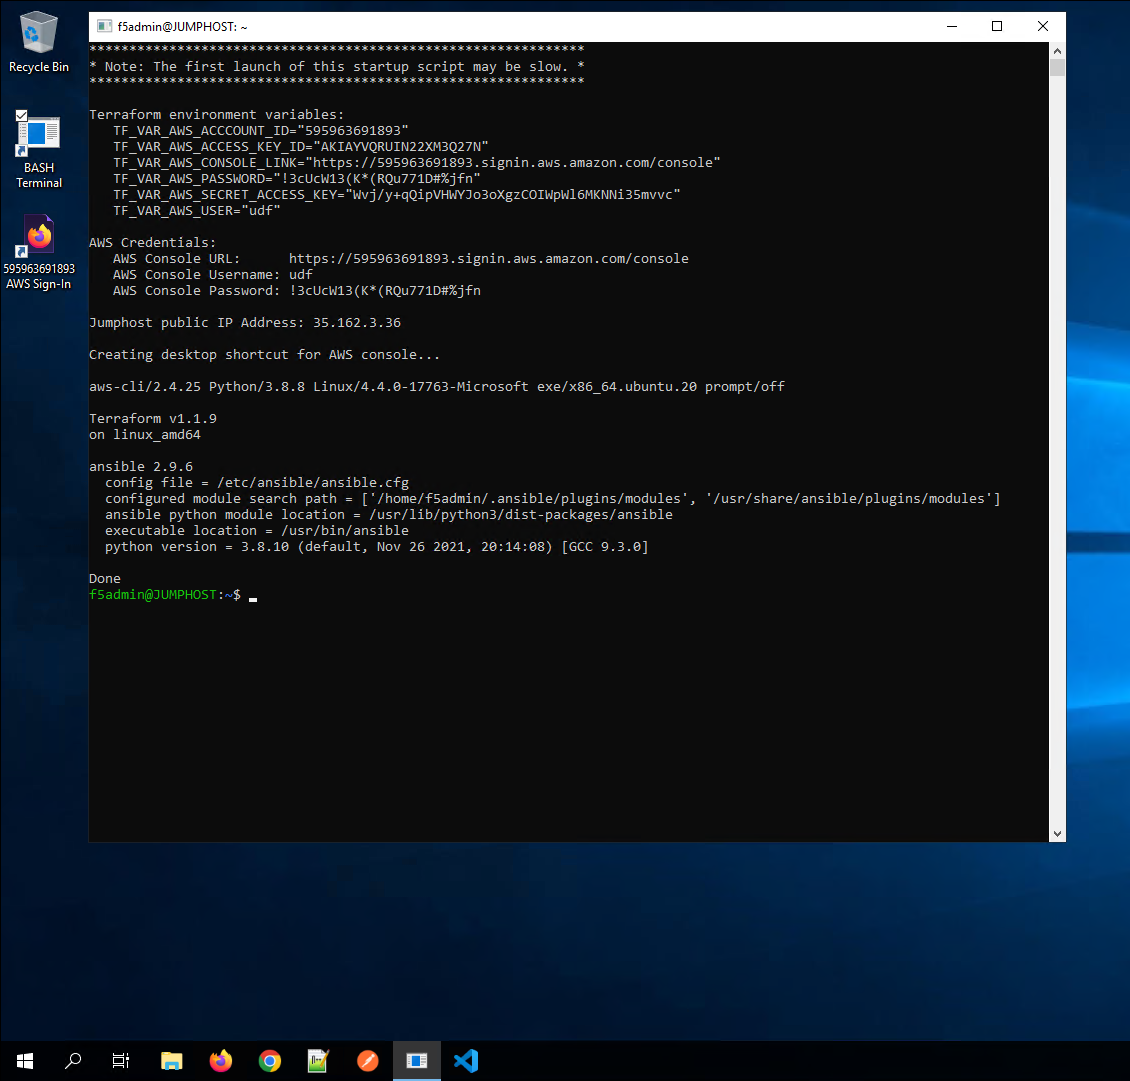 Recycle Bin
BASH
Terminal
595963691893
AWS Sign-In
f5admin@JUMPHOST: ~
**************************************************************
* Note: The first launch of this startup script may be slow. *
**************************************************************
Terraform environment variables:
TF_VAR_AWS_ACCCOUNT_ID="595963691893"
TF_VAR_AWS_ACCESS_KEY_ID="AKIAYVQRUIN22XM3Q27N"
TF_VAR_AWS_CONSOLE_LINK="https://595963691893.signin.aws.amazon.com/console"
TF_VAR_AWS_PASSWORD="!3cUcW13(K*(RQu771D#%jfn"
TF_VAR_AWS_SECRET_ACCESS_KEY="Wvj/y+qQipVHWYJo3oXgzCOIWpWl6MKNNi35mvvc"
TF_VAR_AWS_USER="udf"
AWS Credentials:
AWS Console URL:      https://595963691893.signin.aws.amazon.com/console
AWS Console Username: udf
AWS Console Password: !3cUcW13(K*(RQu771D#%jfn
Jumphost public IP Address: 35.162.3.36
Creating desktop shortcut for AWS console...
aws-cli/2.4.25 Python/3.8.8 Linux/4.4.0-17763-Microsoft exe/x86_64.ubuntu.20 prompt/off
Terraform v1.1.9
on linux_amd64
ansible 2.9.6
config file = /etc/ansible/ansible.cfg
configured module search path = ['/home/f5admin/.ansible/plugins/modules', '/usr/share/ansible/plugins/modules']
ansible python module location = /usr/lib/python3/dist-packages/ansible
executable location = /usr/bin/ansible
python version = 3.8.10 (default, Nov 26 2021, 20:14:08) [GCC 9.3.0]
Done
f5admin@JUMPHOST:~$